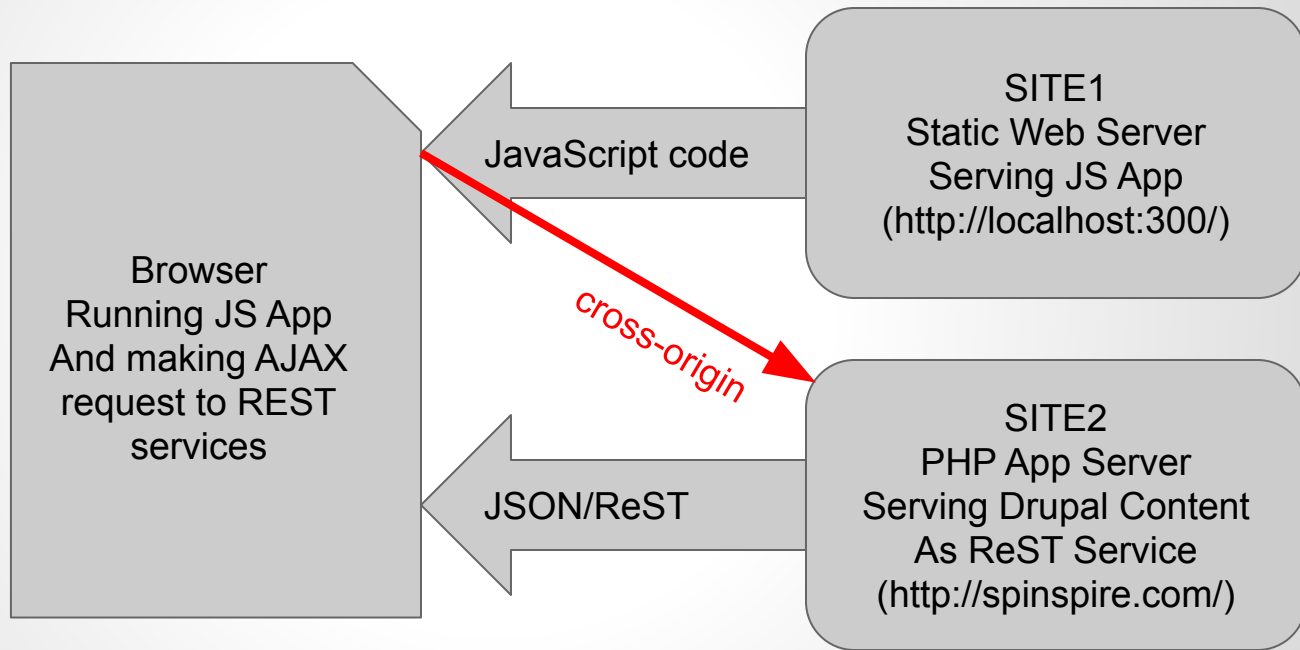 Browser
Running JS App
And making AJAX
request to REST
services
JavaScript code
cross-origin
JSON/ReST
SITE1
Static Web Server
Serving JS App
(http://localhost:300/)
SITE2
PHP App Server
Serving Drupal Content
As ReST Service
(http://spinspire.com/)